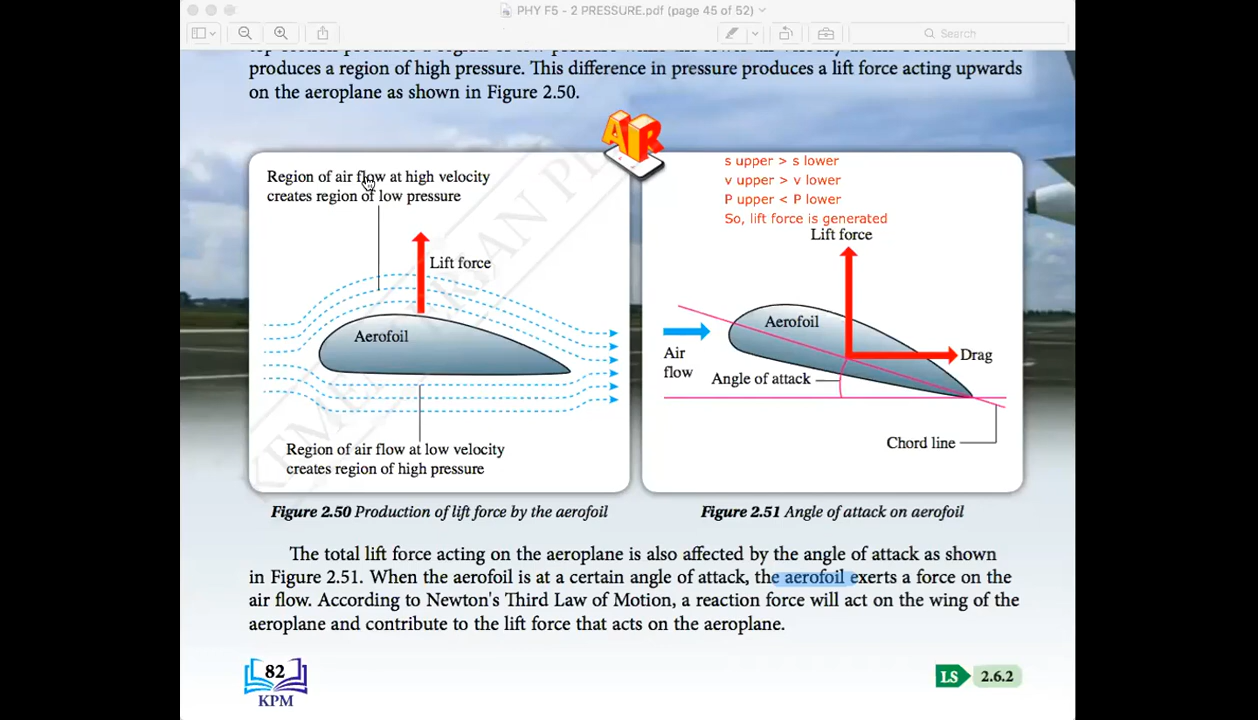 PHY F5 - 2 PRESSURE.pdf (page 45 of 52)
Search
produces a region of high pressure. This difference in pressure produces a lift force acting upwards
on the aeroplane as shown in Figure 2.50.
AIR
Region of air flow at high velocity
creates region of low pressure
Lift force
Aerofoil
Region of air flow at low velocity
creates region of high pressure
Figure 2.50 Production of lift force by the aerofoil
s upper > s lower
v upper > v lower
P upper < P lower
So, lift force is generated
Lift force
Aerofoil
Air
flow
Drag
Angle of attack
Chord line
Figure 2.51 Angle of attack on aerofoil
The total lift force acting on the aeroplane is also affected by the angle of attack as shown
in Figure 2.51. When the aerofoil is at a certain angle of attack, the aerofoil exerts a force on the
air flow. According to Newton's Third Law of Motion, a reaction force will act on the wing of the
aeroplane and contribute to the lift force that acts on the aeroplane.
82
KPM
LS 2.6.2